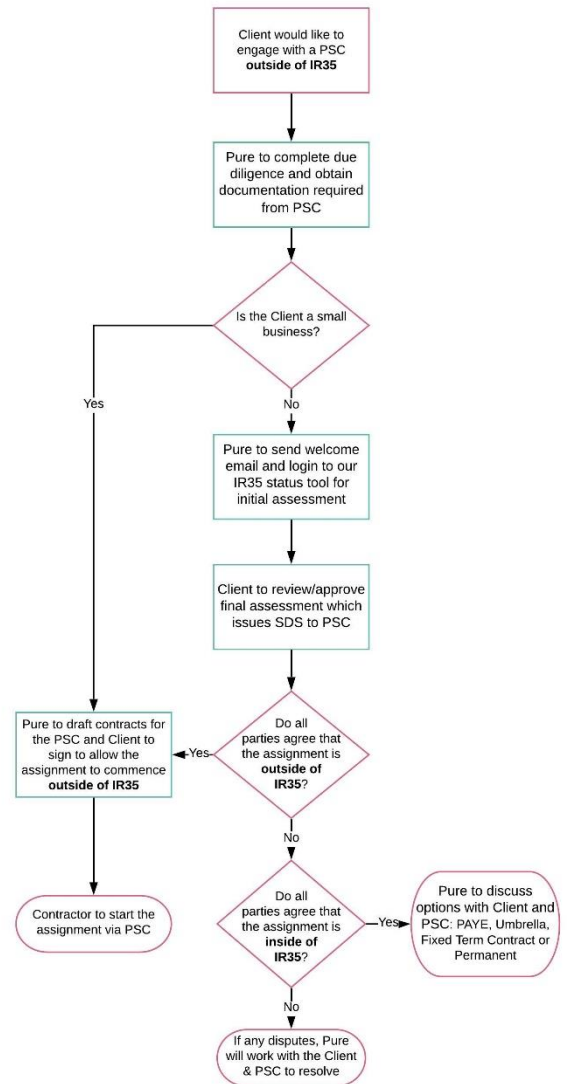 Client would like to
engage with a PSC
outside of IR35
Pure to complete due
diligence and obtain
documentation required
from PSC
Is the Client a small
business?
Yes
No
Pure to send welcome
email and login to our
IR35 status tool for
initial assessment
Client to review/approve
final assessment which
issues SDS to PSC
Do all
parties agree that
the assignment is
outside of
IR35?
Yes
Pure to draft contracts for
the PSC and Client to
sign to allow the
assignment to commence
outside of IR35
Contractor to start the
assignment via PSC
No
Do all
parties agree that
the assignment is
inside of
IR35?
Yes
Pure to discuss
options with Client and
PSC: PAYE, Umbrella,
Fixed Term Contract or
Permanent
No
If any disputes, Pure
will work with the Client
& PSC to resolve